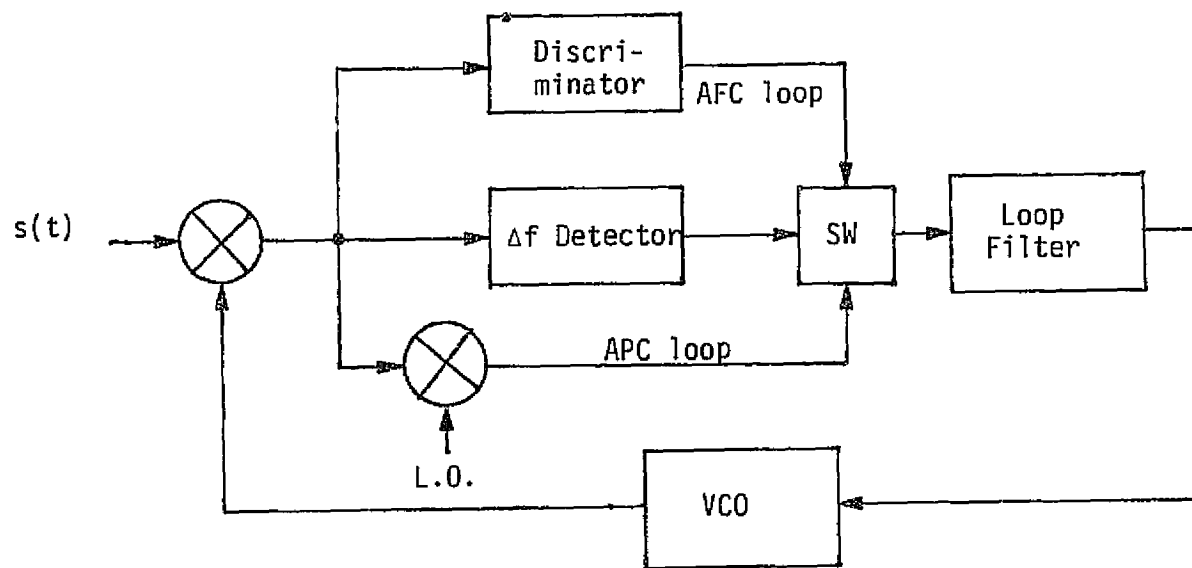 Discri-
minator
AFC loop
s(t)
Δf Detector
SW
Loop
Filter
APC loop
L.O.
VCO